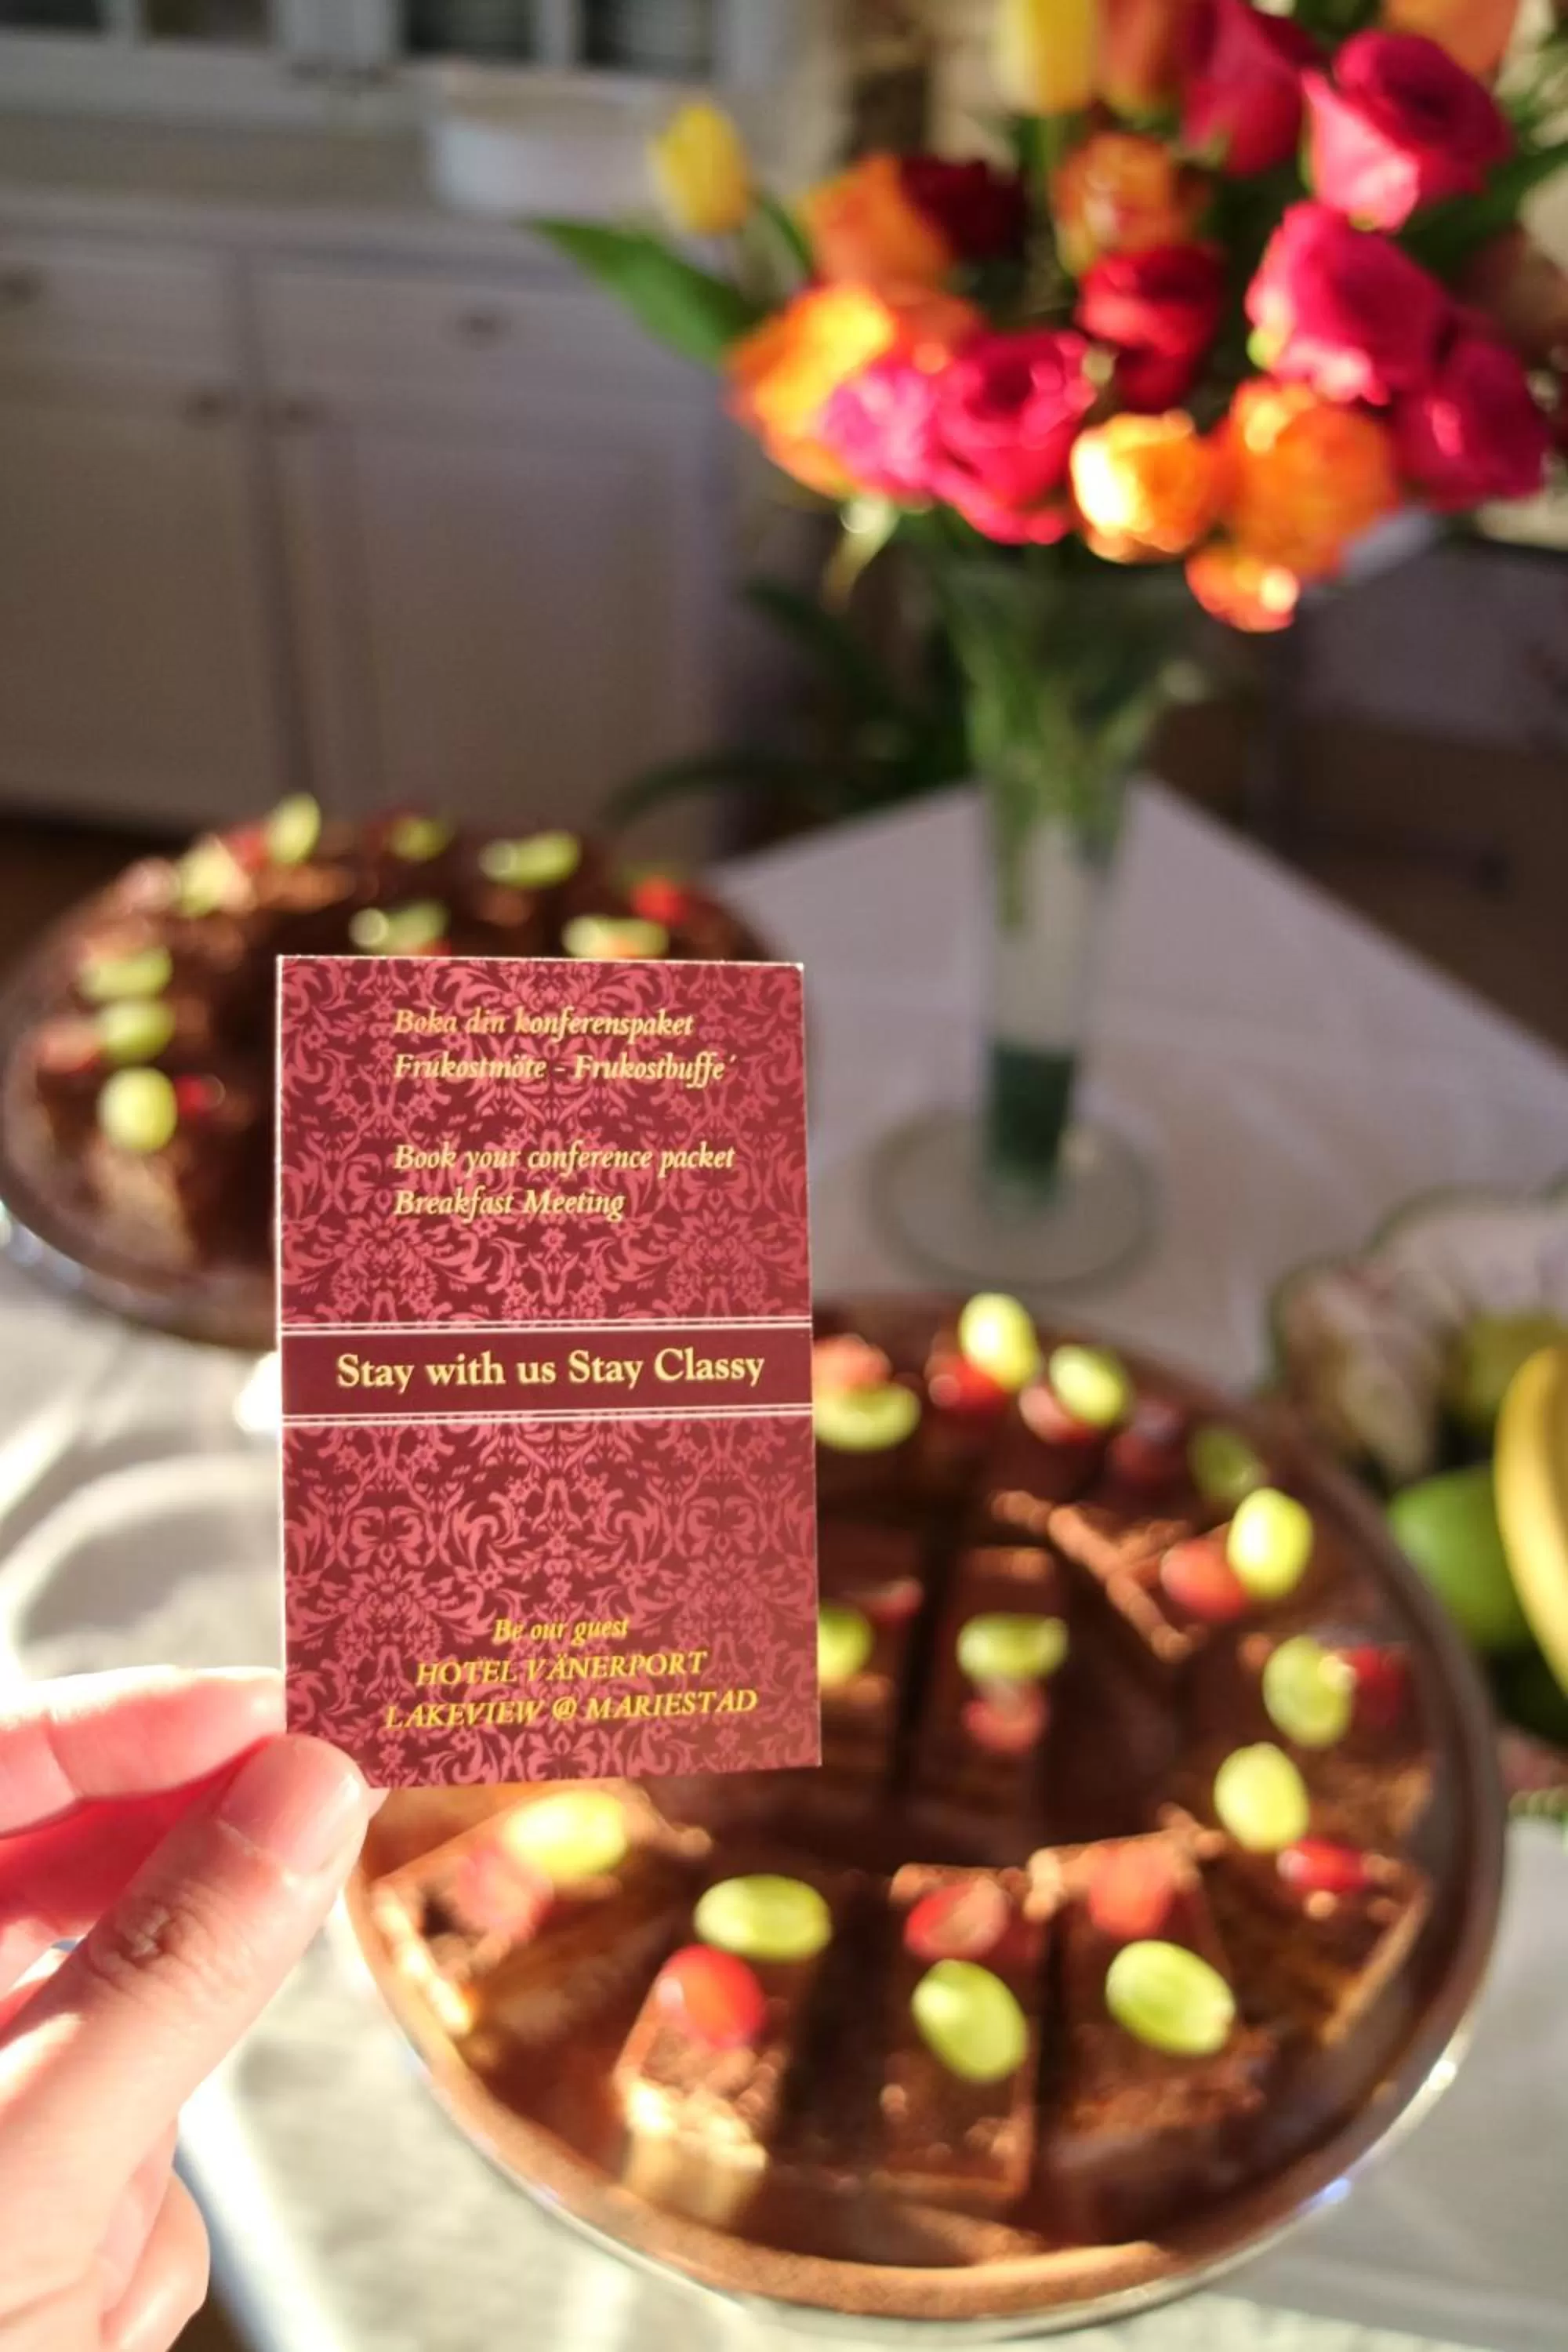 Boka din konferenspaket
Frukostmöte - Frukostbuffe´
Book your conference packet
Breakfast Meeting
Stay with us Stay Classy
Be our guest
HOTEL VÄNERPORT
LAKEVIEW @ MARIESTAD